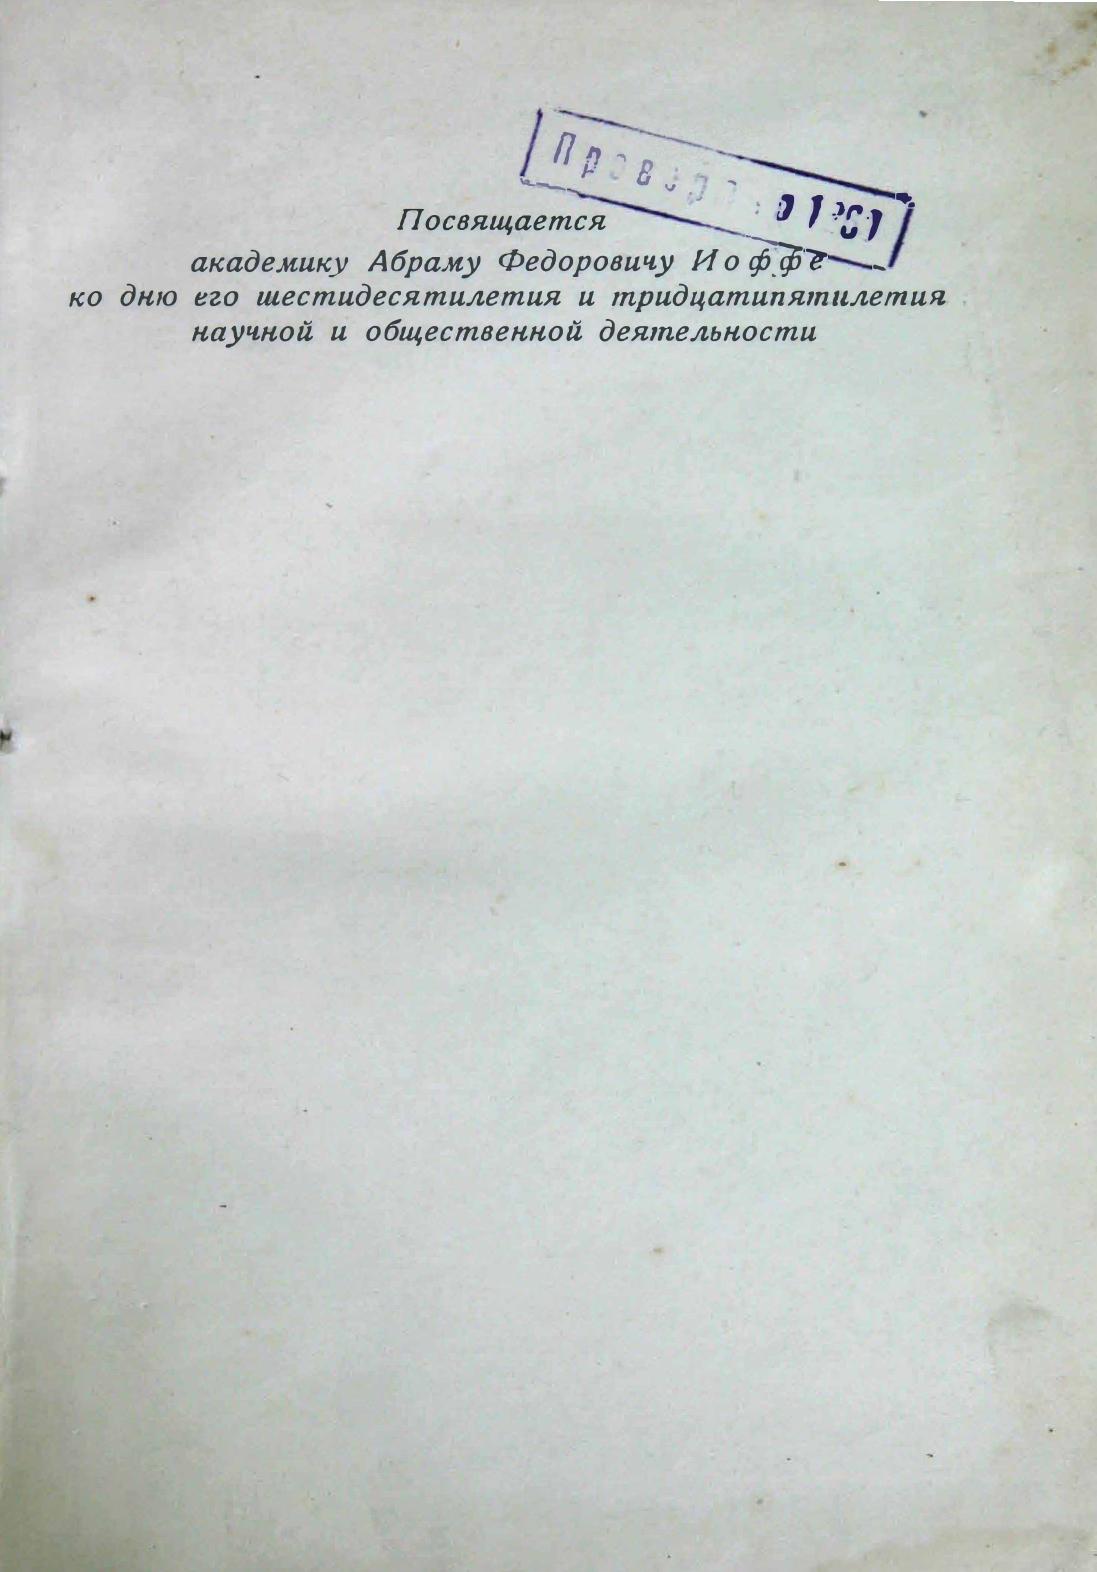 Посвящается
академику Абраму Федоровичу Иоффе
ко дню его шестидесятилетия и тридцатипятилетия
научной и общественной деятельности